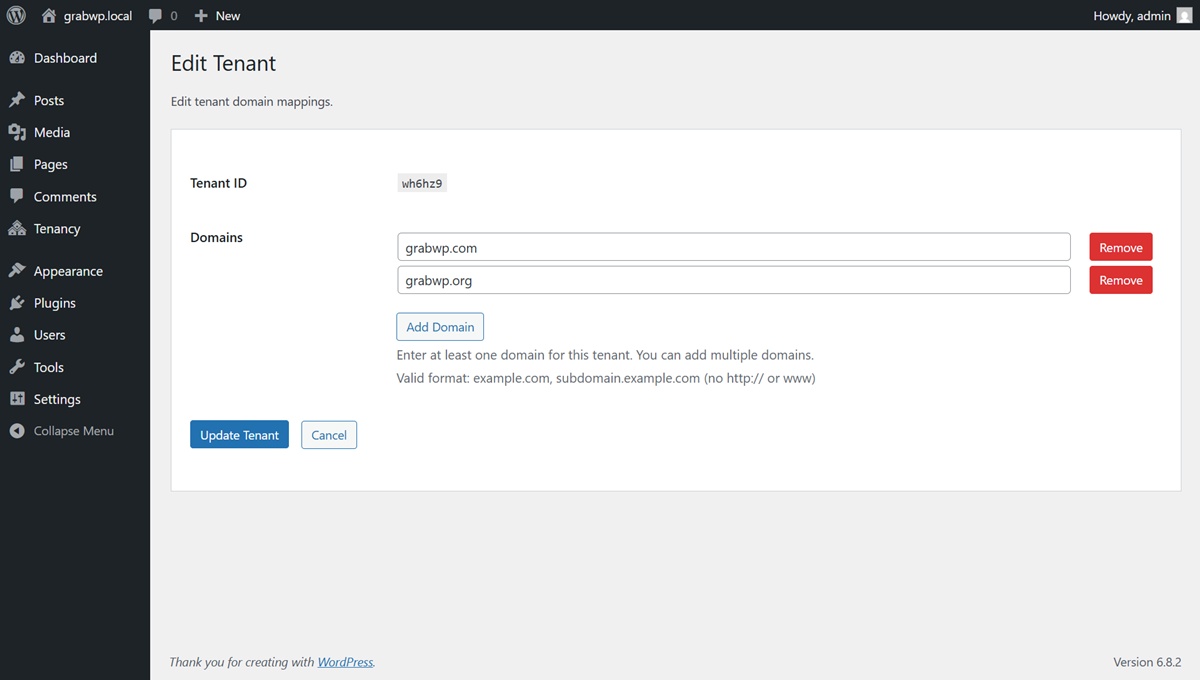 grabwp.local 0 New Howdy, admin
Dashboard
Posts
Media
Pages
Comments
Tenancy
Appearance
Plugins
Users
Tools
Settings
Collapse Menu
Edit Tenant
Edit tenant domain mappings.
Tenant ID wh6hz9
Domains
grabwp.com Remove
grabwp.org Remove
Add Domain
Enter at least one domain for this tenant. You can add multiple domains.
Valid format: example.com, subdomain.example.com (no http:// or www)
Update Tenant Cancel
Thank you for creating with WordPress. Version 6.8.2